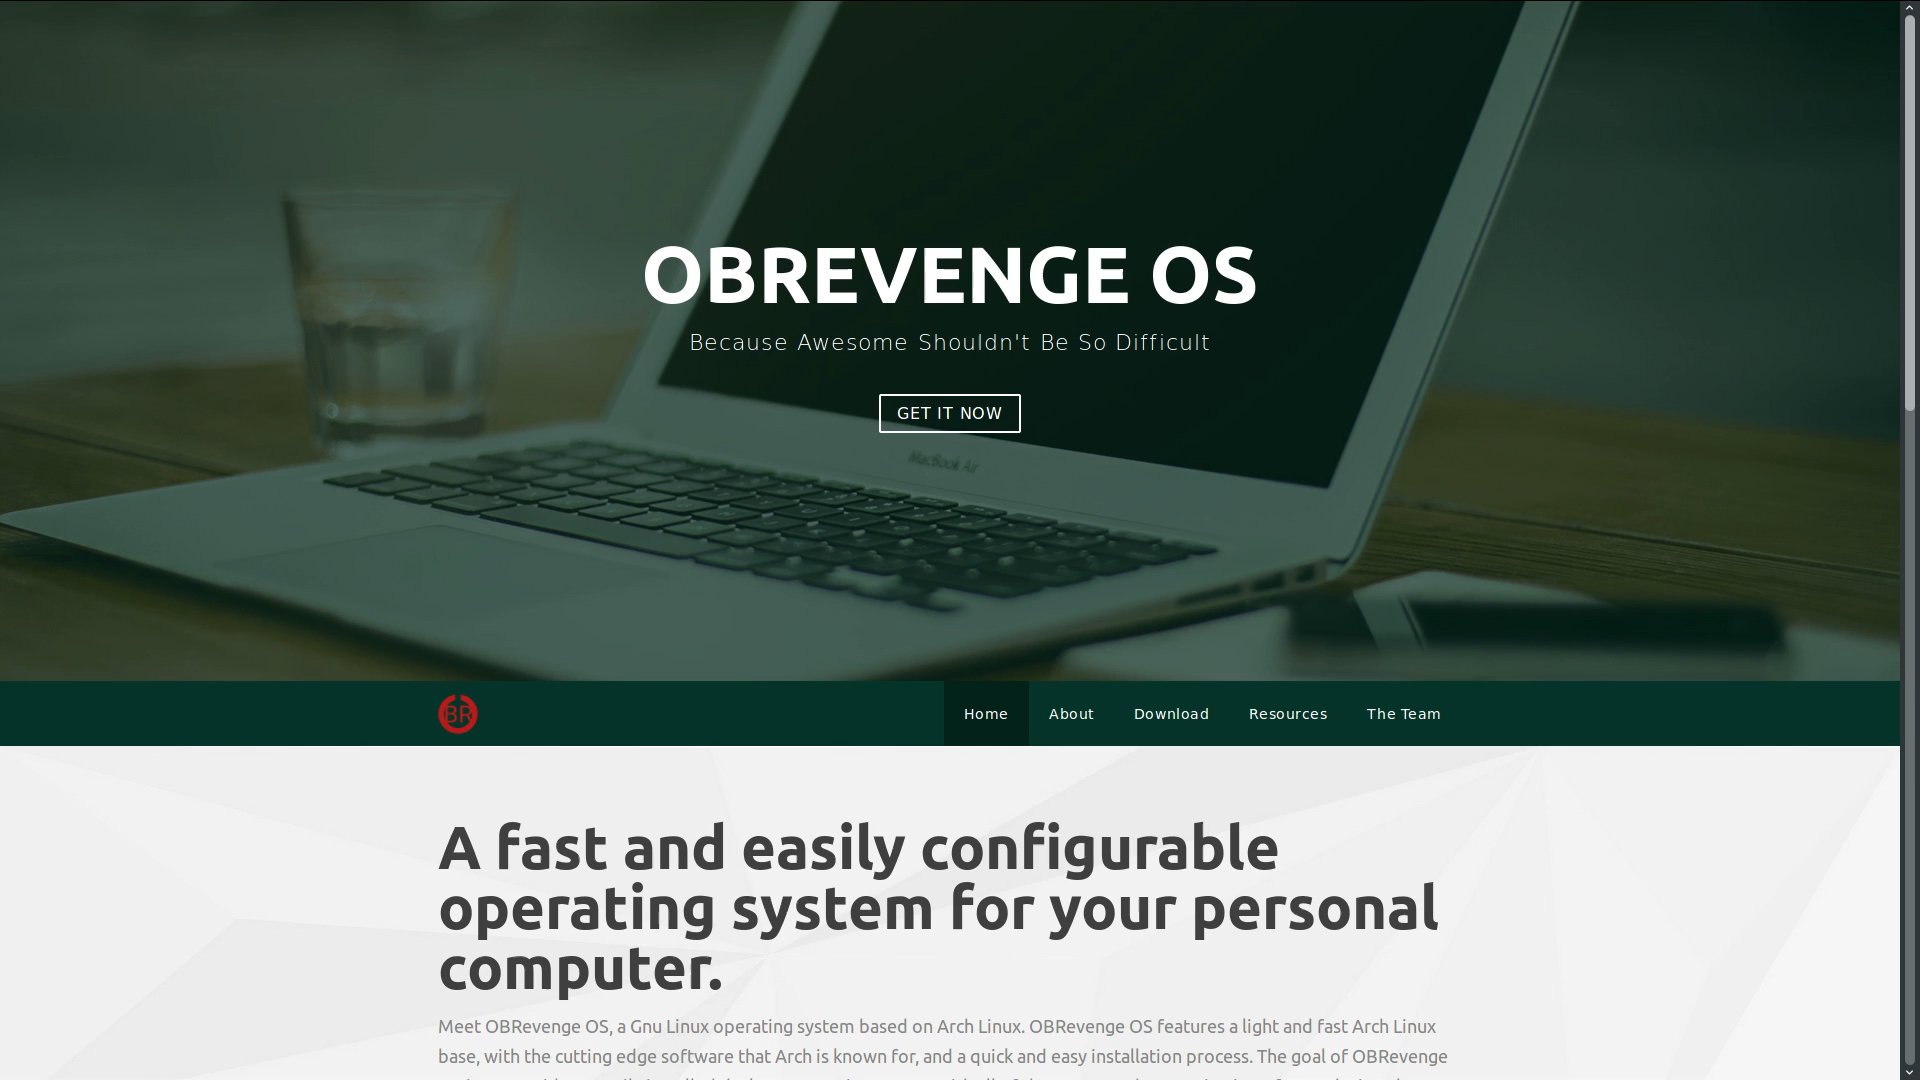 OBREVENGE OS
Because Awesome Shouldn't Be So Difficult
GET IT NOW
MacBook Air
BR
Home About Download Resources The Team
A fast and easily configurable
operating system for your personal
computer.
Meet OBRevenge OS, a Gnu Linux operating system based on Arch Linux. OBRevenge OS features a light and fast Arch Linux
base, with the cutting edge software that Arch is known for, and a quick and easy installation process. The goal of OBRevenge